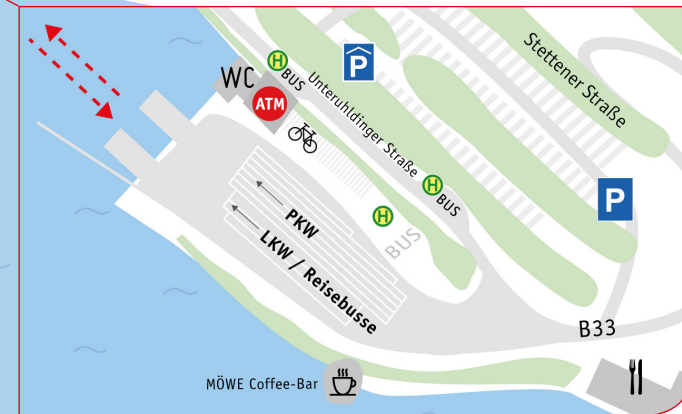 WC
ATM
H
BUS
P
Unteruhldinger Straße
Stettener Straße
H
BUS
P
H
BUS
PKW
LKW / Reisebusse
B33
MÖWE Coffee-Bar